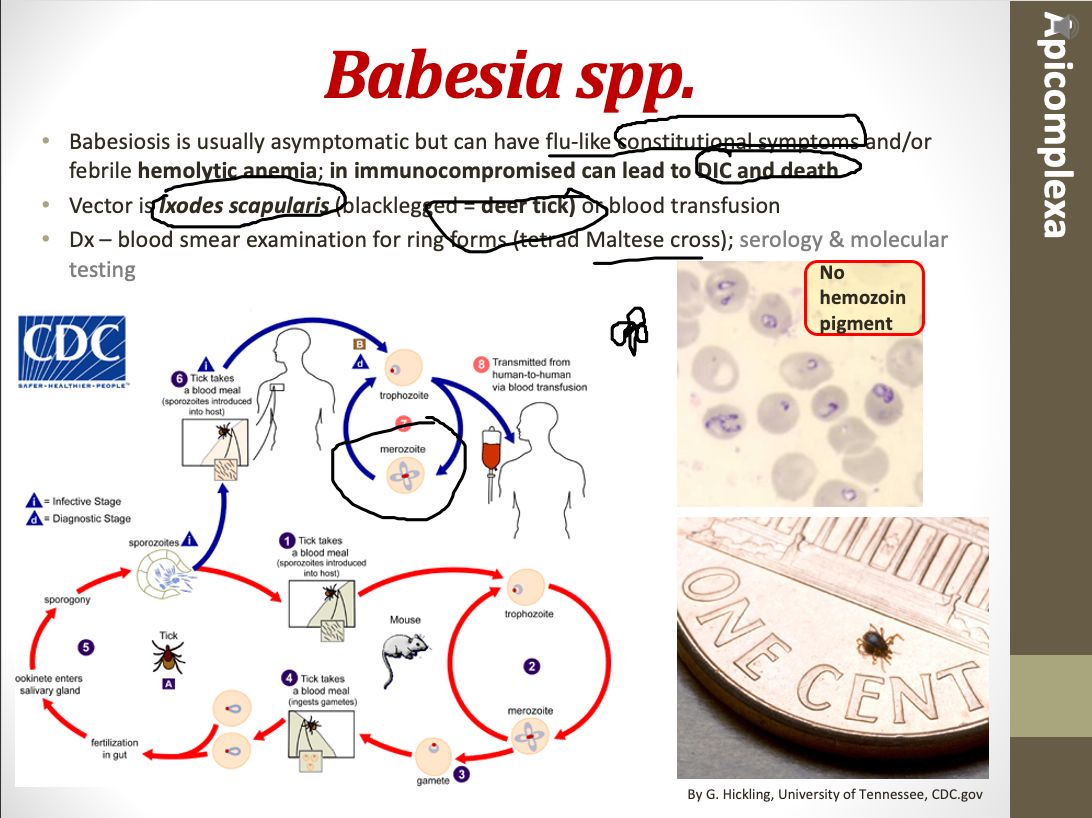 Apicomplexa
Babesia spp.
• Babesiosis is usually asymptomatic but can have flu-like constitutional symptoms and/or
febrile hemolytic anemia; in immunocompromised can lead to DIC and death
• Vector is Ixodes scapularis (blacklegged = deer tick) or blood transfusion
• Dx – blood smear examination for ring forms (tetrad Maltese cross); serology & molecular
testing
No
hemozoin
pigment
CDC
SAFER•HEALTHIER•PEOPLE™
i
6 Tick takes
a blood meal
(sporozoites introduced
into host)
B
d
trophozoite
7
merozoite
8 Transmitted from
human-to-human
via blood transfusion
i = Infective Stage
d = Diagnostic Stage
sporozoites i
1 Tick takes
a blood meal
(sporozoites introduced
into host)
trophozoite
sporogony
5
Tick
A
Mouse
2
ookinete enters
salivary gland
4 Tick takes
a blood meal
(ingests gametes)
merozoite
fertilization
in gut
gamete 3
ONE CENT
By G. Hickling, University of Tennessee, CDC.gov